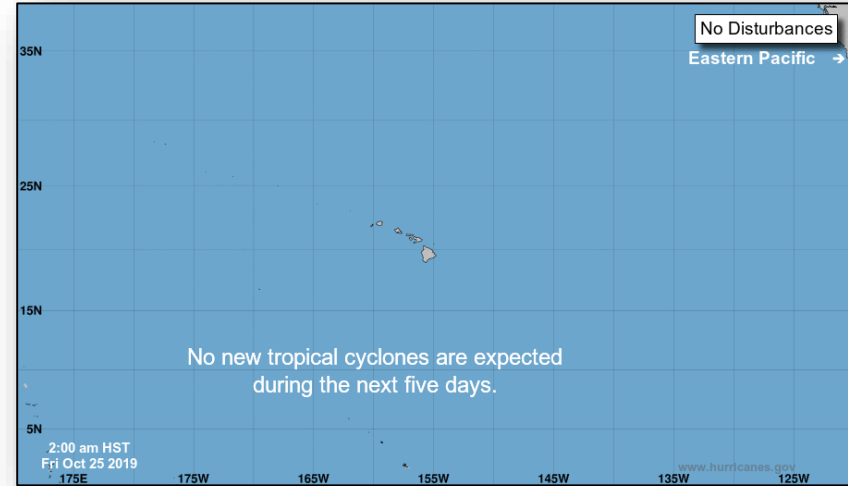 No Disturbances
Eastern Pacific →
35N
25N
15N
No new tropical cyclones are expected
during the next five days.
5N
2:00 am HST
Fri Oct 25 2019
www.hurricanes.gov
175E 175W 165W 155W 145W 135W 125W